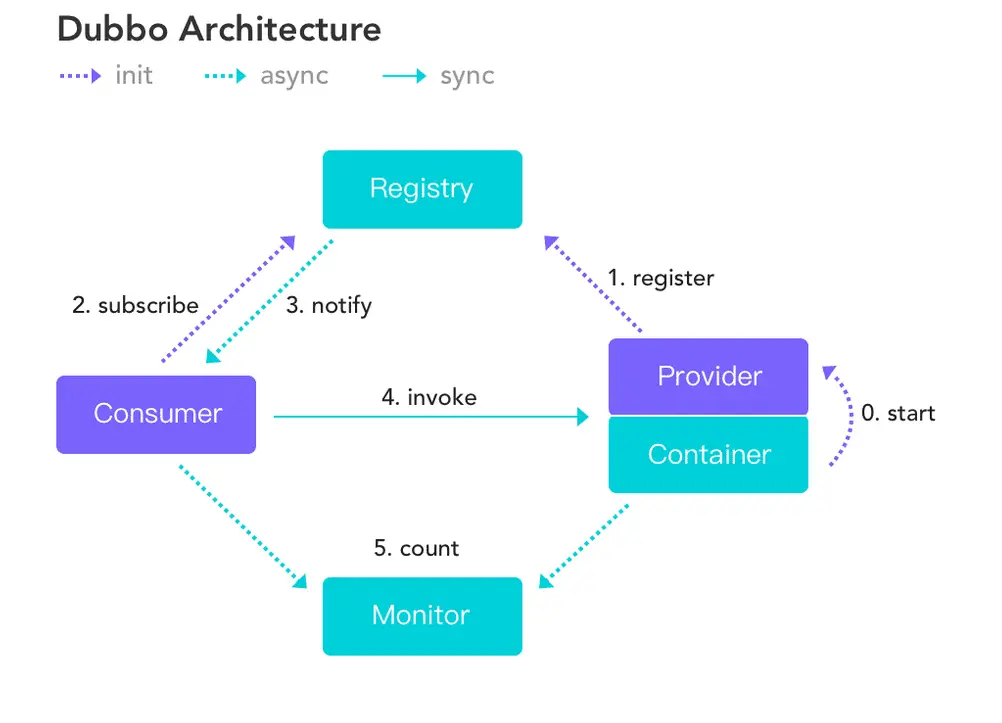 Dubbo Architecture
init async sync
Registry
1. register
2. subscribe 3. notify
Provider
4. invoke
Consumer
0. start
Container
5. count
Monitor